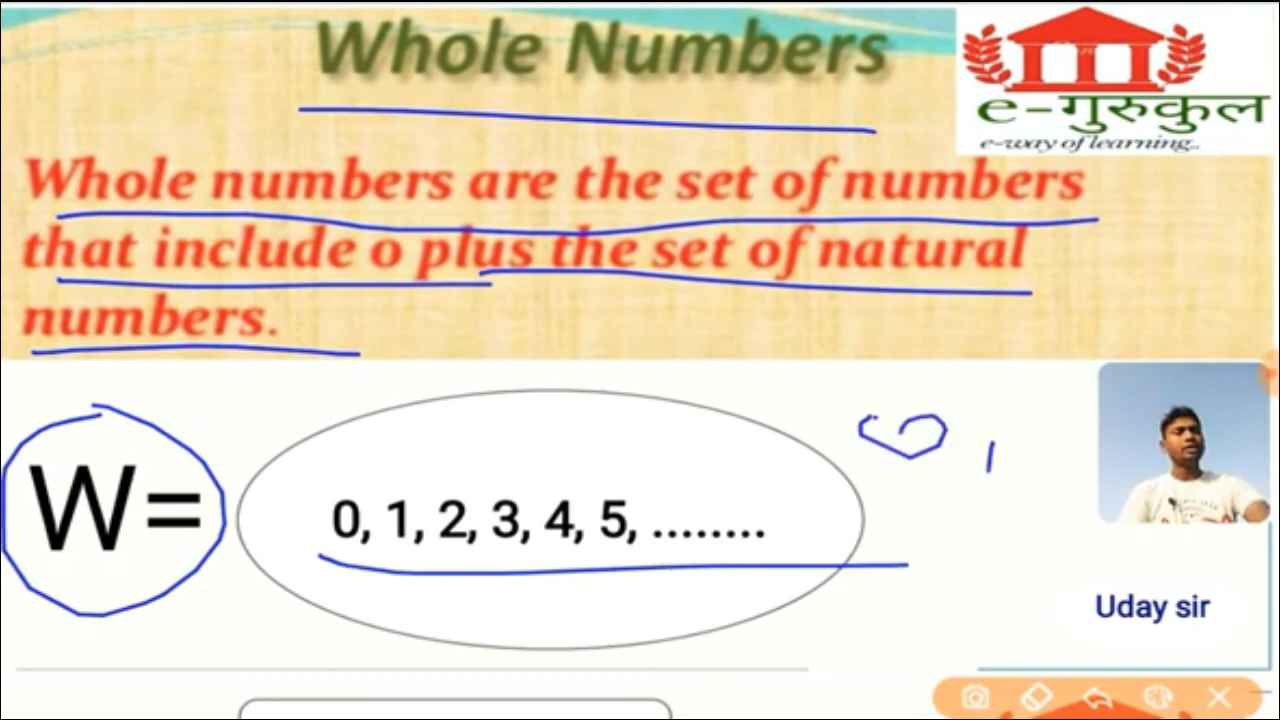 Whole Numbers
e-गुरुकुल
e-way of learning..
Whole numbers are the set of numbers
that include 0 plus the set of natural
numbers.
W=
0, 1, 2, 3, 4, 5, ........
Uday sir